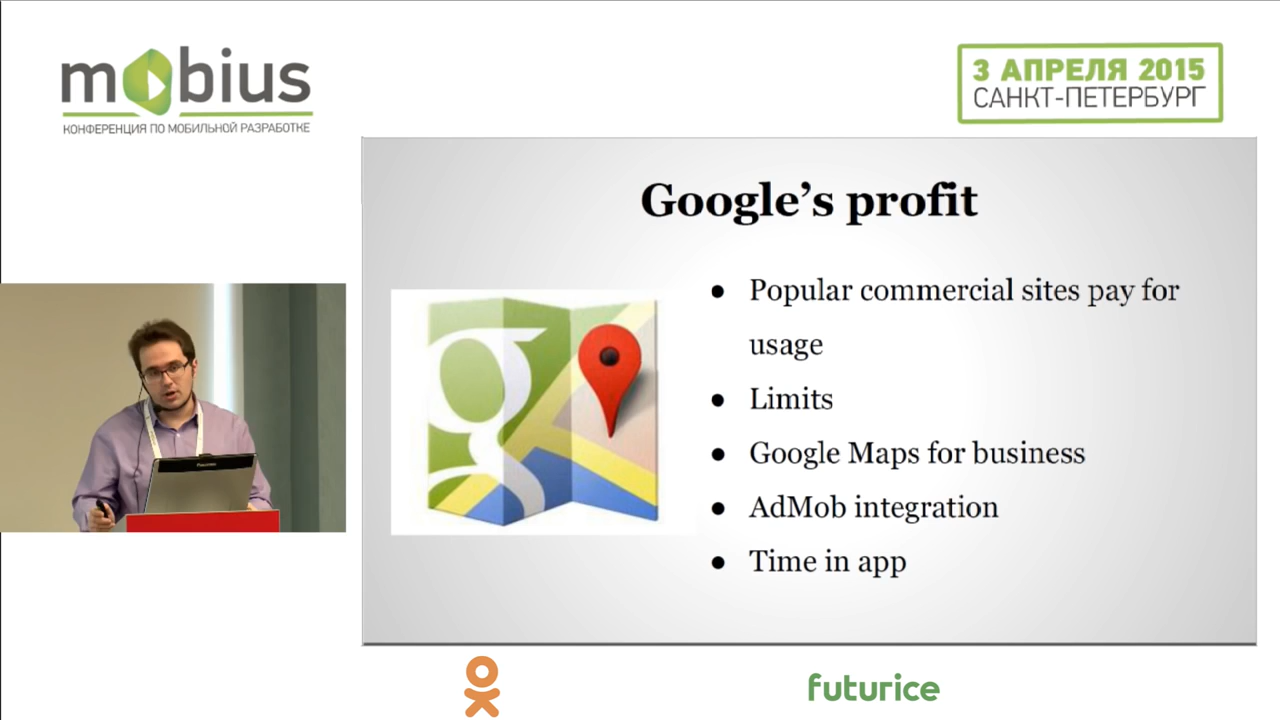 mobius
КОНФЕРЕНЦИЯ ПО МОБИЛЬНОЙ РАЗРАБОТКЕ
3 АПРЕЛЯ 2015
САНКТ-ПЕТЕРБУРГ
Google's profit
● Popular commercial sites pay for
usage
● Limits
● Google Maps for business
● AdMob integration
● Time in app
g
futurice